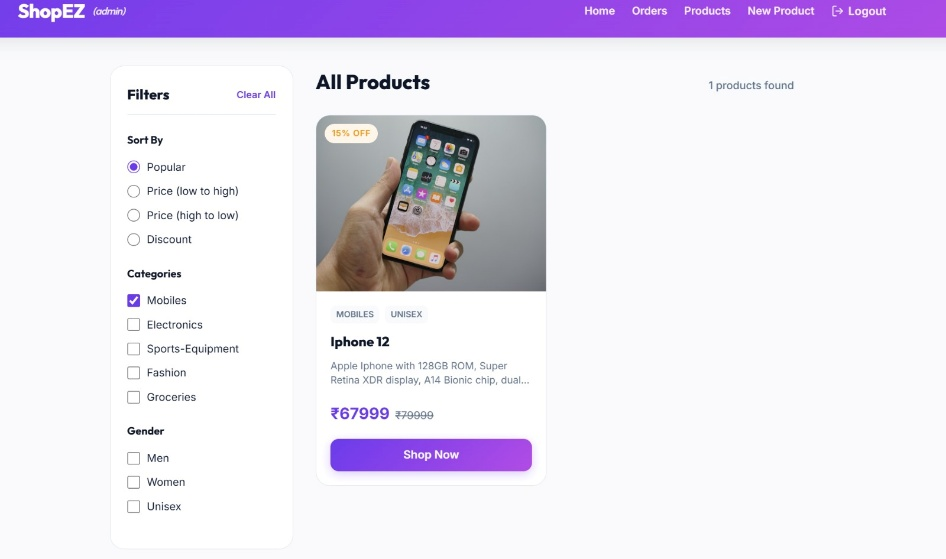 ShopEZ (admin)
Home Orders Products New Product Logout
Filters Clear All
Sort By
Popular
Price (low to high)
Price (high to low)
Discount
Categories
Mobiles
Electronics
Sports-Equipment
Fashion
Groceries
Gender
Men
Women
Unisex
All Products
1 products found
15% OFF
MOBILES UNISEX
Iphone 12
Apple Iphone with 128GB ROM, Super
Retina XDR display, A14 Bionic chip, dual...
₹67999 ₹79999
Shop Now